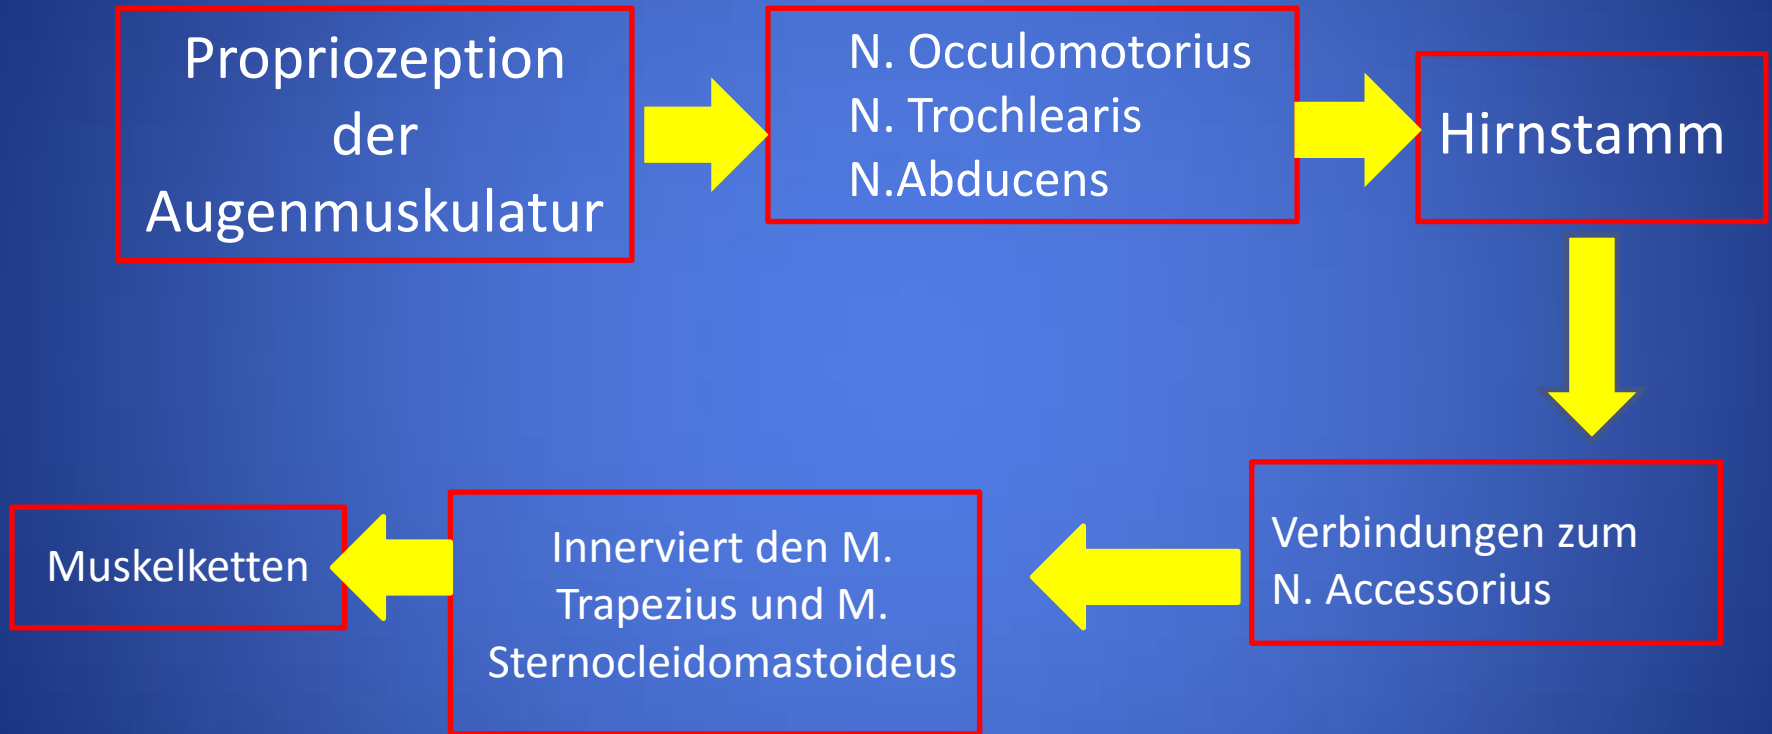 Propriozeption
der
Augenmuskulatur
N. Occulomotorius
N. Trochlearis
N.Abducens
Hirnstamm
Verbindungen zum
N. Accessorius
Innerviert den M.
Trapezius und M.
Sternocleidomastoideus
Muskelketten